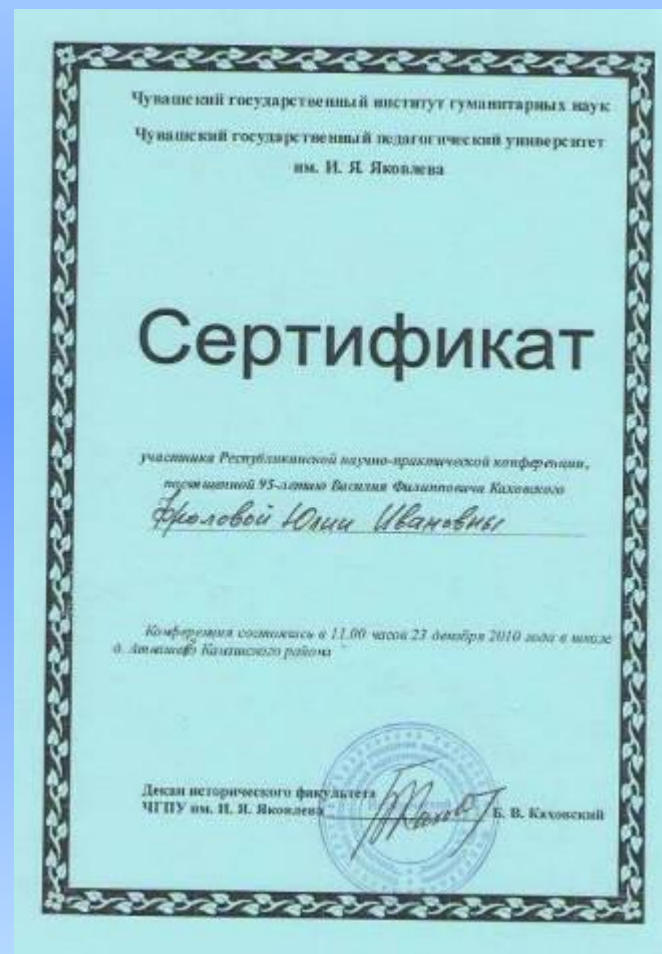 Чувашский государственный институт гуманитарных наук
Чувашский государственный педагогический университет
им. И. Я. Яковлева
Сертификат
участника Республиканской научно-практической конференции,
посвященной 95-летию Василия Филипповича Каховского
Фроловой Юлии Ивановны
Конференция состоялась в 11.00 часов 23 декабря 2010 года в школе
д. Канашского района
Декан исторического факультета
ЧГПУ им. И. Я. Яковлева Б. В. Каховский